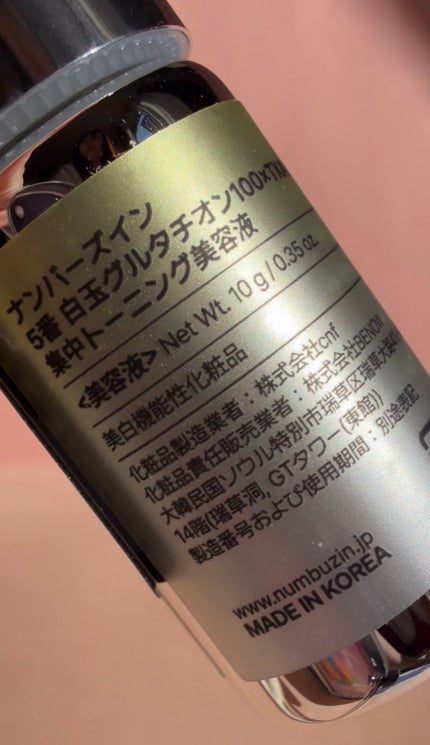 ナンバーズイン
5番 白玉グルタチオン100×TXA
集中トーニング美容液
<美容液> Net Wt. 10 g / 0.35 oz
美白機能性化粧品
化粧品製造業者:株式会社cnf
化粧品責任販売業者:株式会社BENOW
大韓民国ソウル特別市瑞草区瑞草大路
14階(瑞草洞, GTタワー(東館))
製造番号および使用期間:別途表記
www.numbuzin.jp
MADE IN KOREA